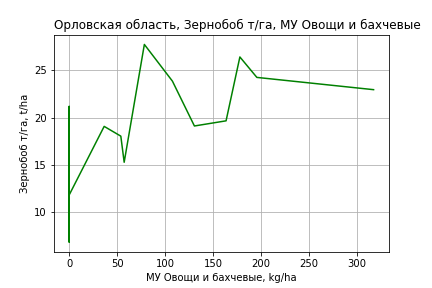 Орловская область, Зернобоб т/га, МУ Овощи и бахчевые
Зернобоб т/га, t/ha
25
20
15
10
0 50 100 150 200 250 300
МУ Овощи и бахчевые, kg/ha